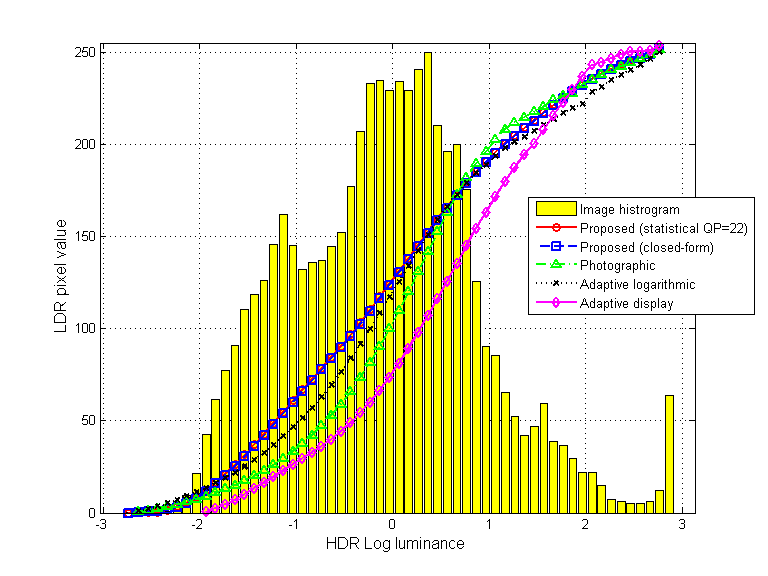 250
200
150
100
50
0
LDR pixel value
-3
-2
-1
0
1
2
3
HDR Log luminance
Image histrogram
Proposed (statistical QP=22)
Proposed (closed-form)
Photographic
Adaptive logarithmic
Adaptive display